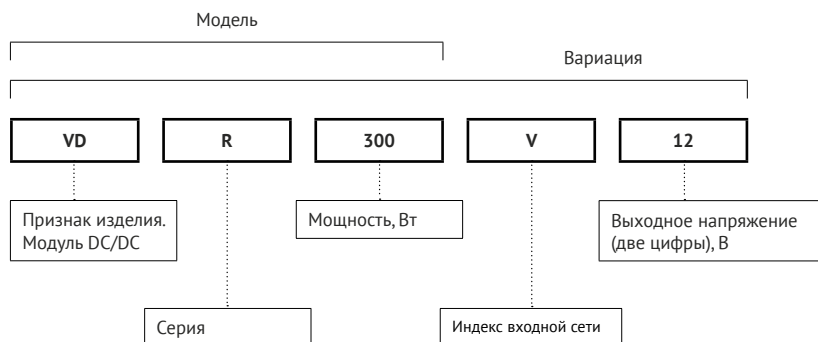 Модель
Вариация
VD R 300 V 12
Признак изделия.
Модуль DC/DC
Мощность, Вт
Выходное напряжение
(две цифры), В
Серия
Индекс входной сети